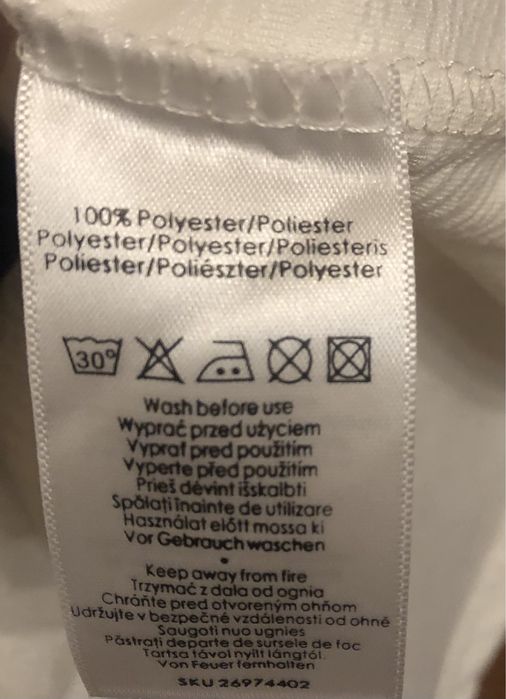 100% Polyester/Poliester
Polyester/Polyester/Poliesteris
Poliester/Poliészter/Polyester
30°
Wash before use
Wyprać przed użyciem
Vyprať pred použitím
Vyperte před použitím
Prieš dėvint išskalbti
Spălați înainte de utilizare
Használat előtt mossa ki
Vor Gebrauch waschen
•
Keep away from fire
Trzymać z dala od ognia
Chráňte pred otvoreným ohňom
Udržujte v bezpečné vzdálenosti od ohně
Saugoti nuo ugnies
Păstrați departe de sursele de foc
Tartsa távol nyílt lángtól.
Von Feuer fernhalten
SKU 26974402